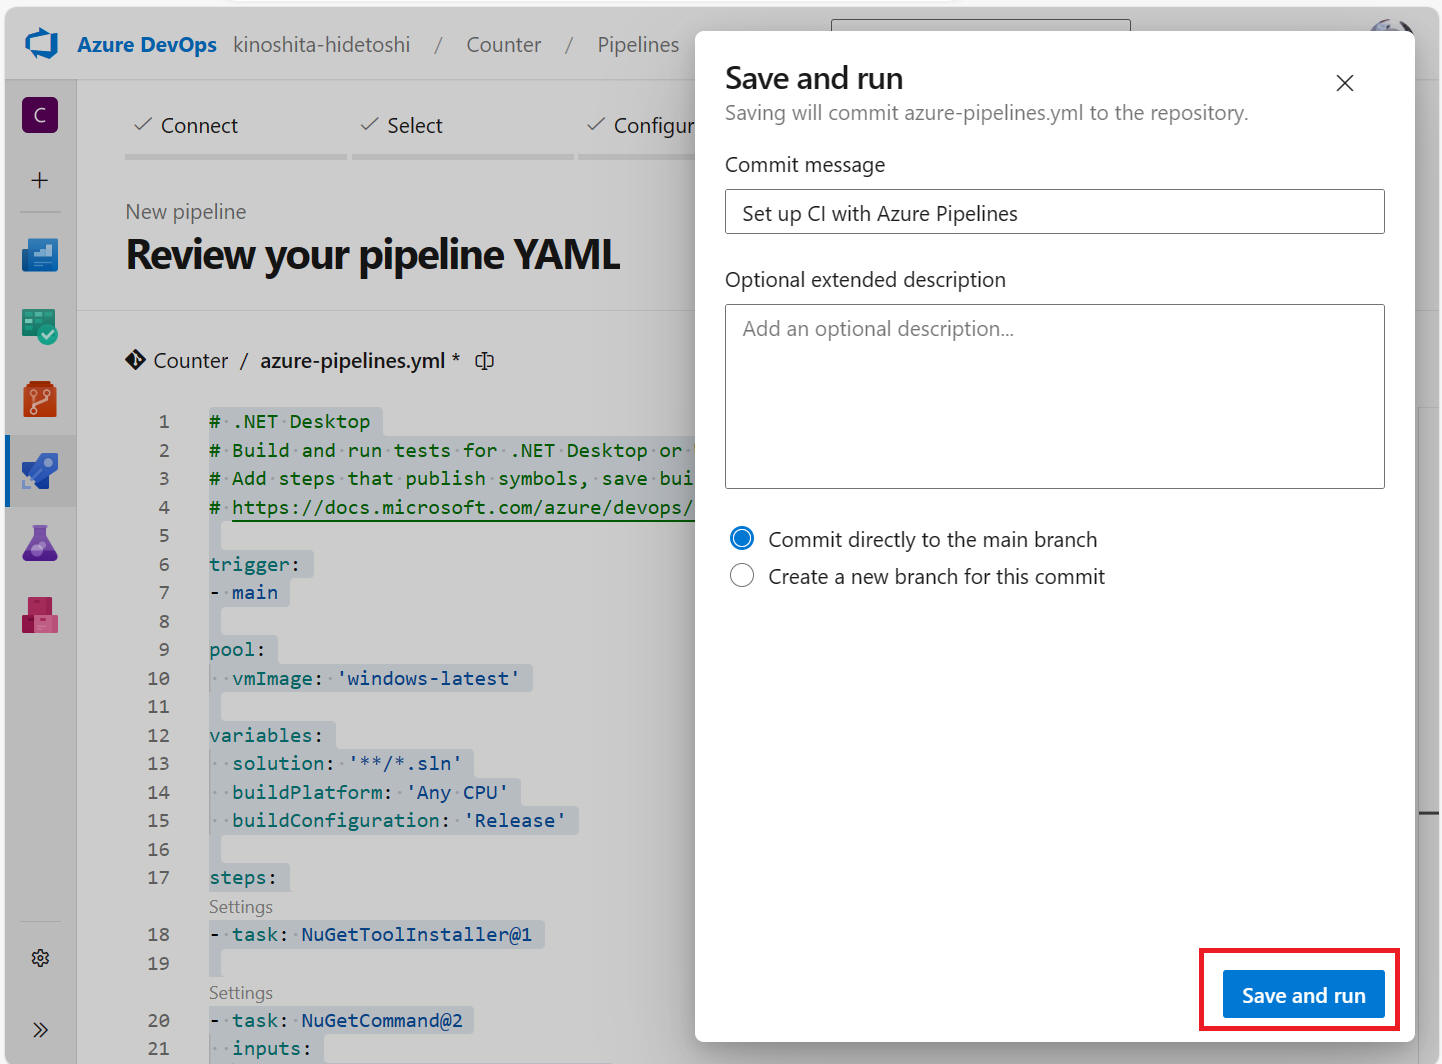 Azure DevOps kinoshita-hidetoshi / Counter / Pipelines
C
Connect Select Configur
New pipeline
Review your pipeline YAML
Counter / azure-pipelines.yml *
1 # .NET Desktop
2 # Build and run tests for .NET Desktop or
3 # Add steps that publish symbols, save bui
4 # https://docs.microsoft.com/azure/devops/
5
6 trigger:
7 - main
8
9 pool:
10 vmImage: 'windows-latest'
11
12 variables:
13 solution: '**/*.sln'
14 buildPlatform: 'Any CPU'
15 buildConfiguration: 'Release'
16
17 steps:
Settings
18 - task: NuGetToolInstaller@1
19
Settings
20 - task: NuGetCommand@2
21 inputs:
Save and run
Saving will commit azure-pipelines.yml to the repository.
Commit message
Set up CI with Azure Pipelines
Optional extended description
Add an optional description...
Commit directly to the main branch
Create a new branch for this commit
Save and run